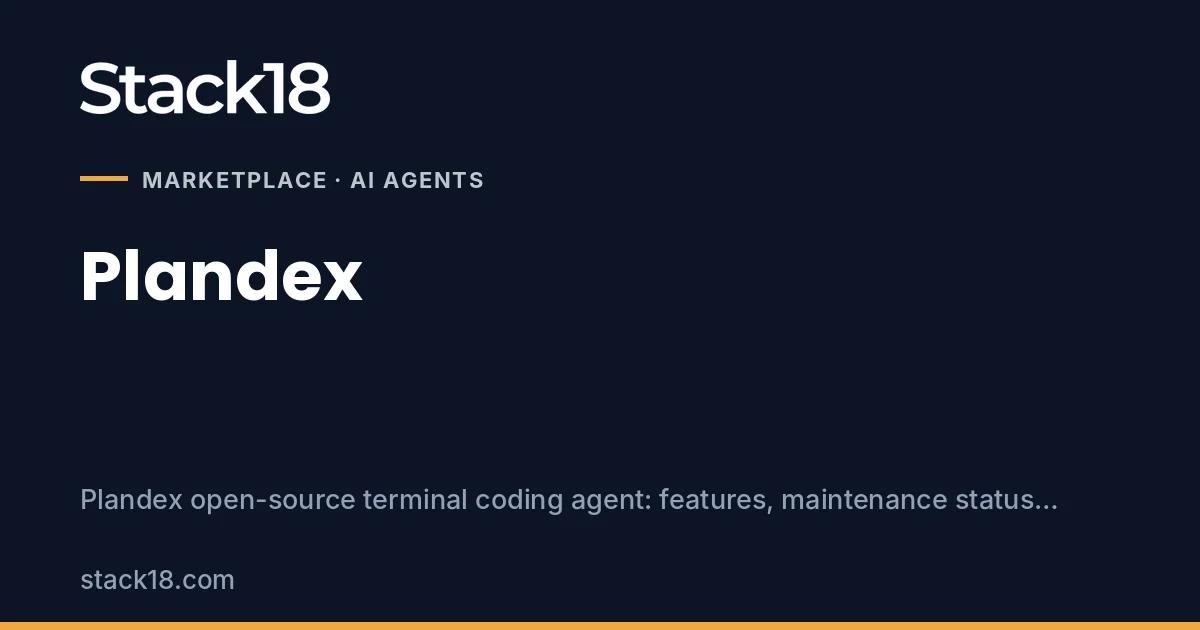 Stack18
MARKETPLACE · AI AGENTS
Plandex
Plandex open-source terminal coding agent: features, maintenance status...
stack18.com